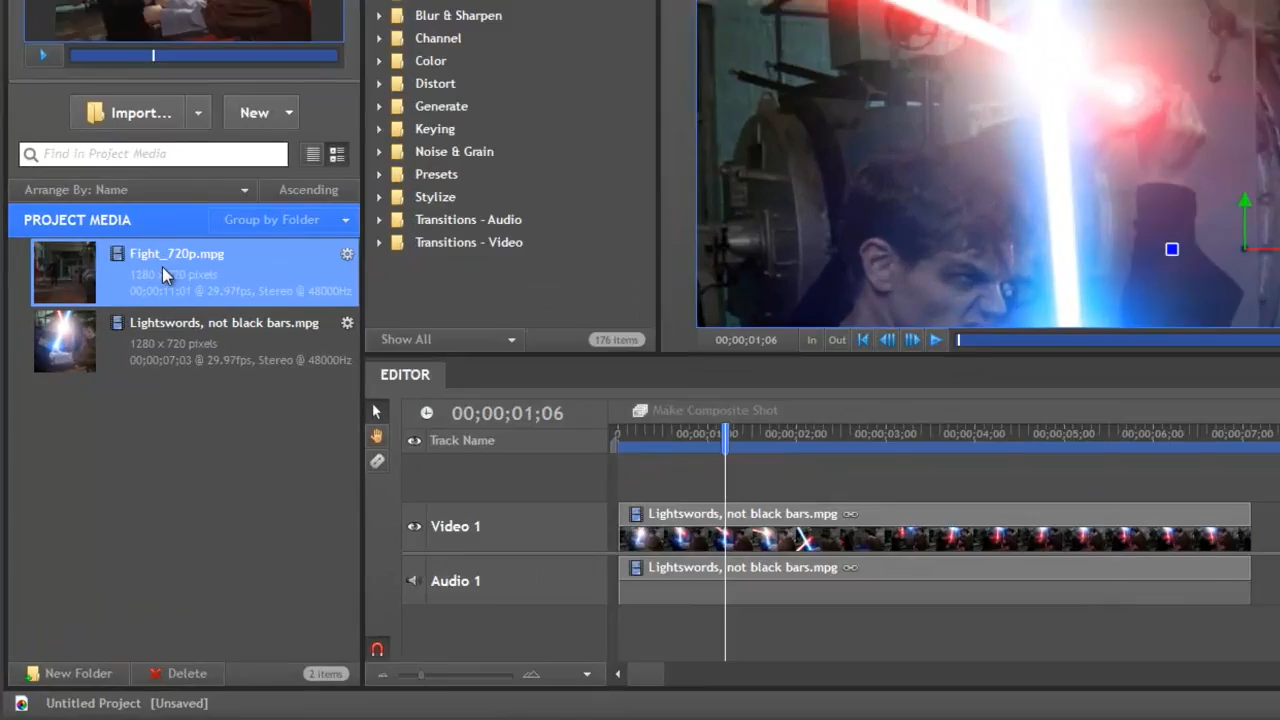 Import...
New
Find in Project Media
Arrange By: Name
Ascending
PROJECT MEDIA
Group by Folder
Fight_720p.mpg
1280 x 720 pixels
00;00;11;01 @ 29.97fps, Stereo @ 48000Hz
Lightswords, not black bars.mpg
1280 x 720 pixels
00;00;07;03 @ 29.97fps, Stereo @ 48000Hz
New Folder
Delete
2 items
Untitled Project [Unsaved]
Blur & Sharpen
Channel
Color
Distort
Generate
Keying
Noise & Grain
Presets
Stylize
Transitions - Audio
Transitions - Video
Show All
176 items
00;00;01;06
In
Out
EDITOR
00;00;01;06
Make Composite Shot
Track Name
0
00;00;01;00
00;00;02;00
00;00;03;00
00;00;04;00
00;00;05;00
00;00;06;00
00;00;07;00
Video 1
Lightswords, not black bars.mpg
Audio 1
Lightswords, not black bars.mpg